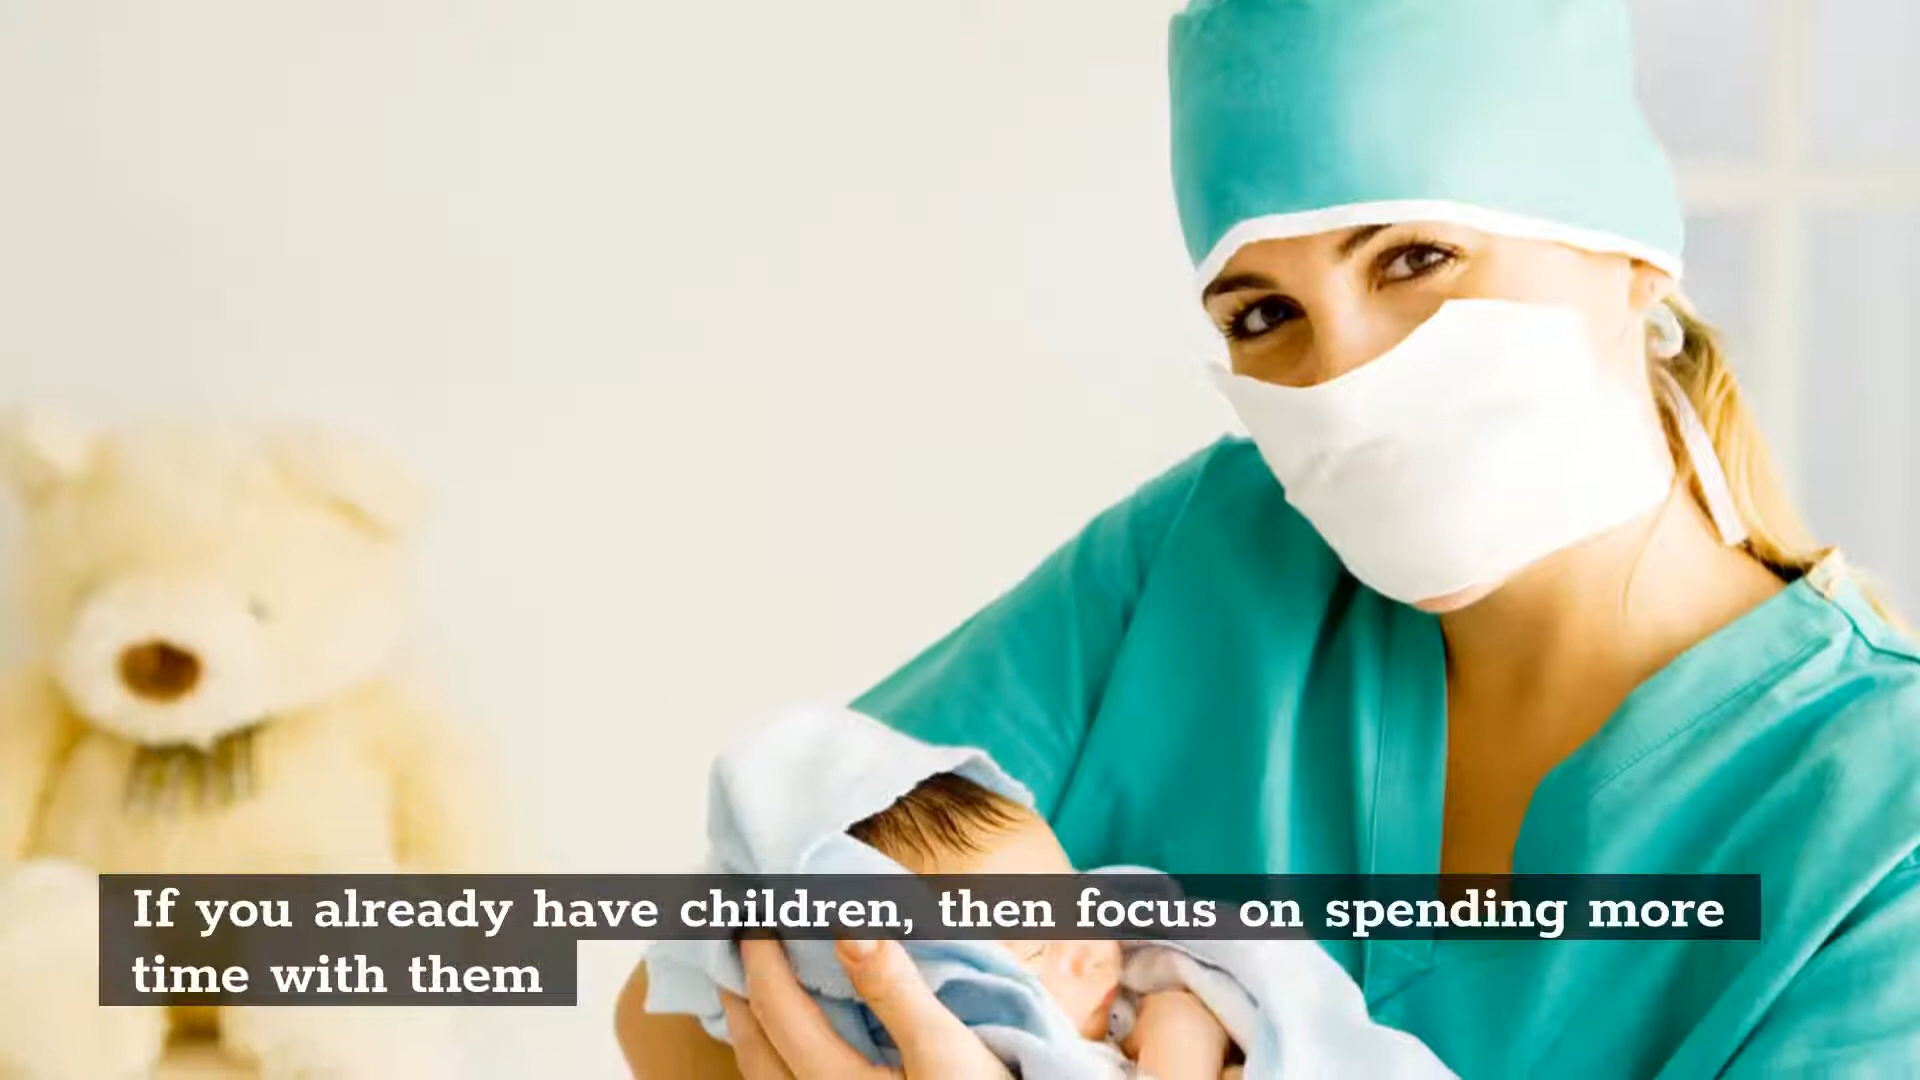 If you already have children, then focus on spending more
time with them